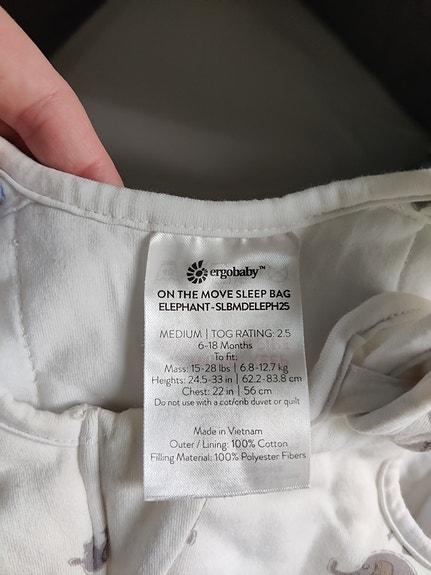 ergobaby™
ON THE MOVE SLEEP BAG
ELEPHANT-SLBMDELEPH25
MEDIUM | TOG RATING: 2.5
6-18 Months
To fit:
Mass: 15-28 lbs | 6.8-12.7 kg
Heights: 24.5-33 in | 62.2-83.8 cm
Chest: 22 in | 56 cm
Do not use with a cot/crib duvet or quilt
Made in Vietnam
Outer / Lining: 100% Cotton
Filling Material: 100% Polyester Fibers